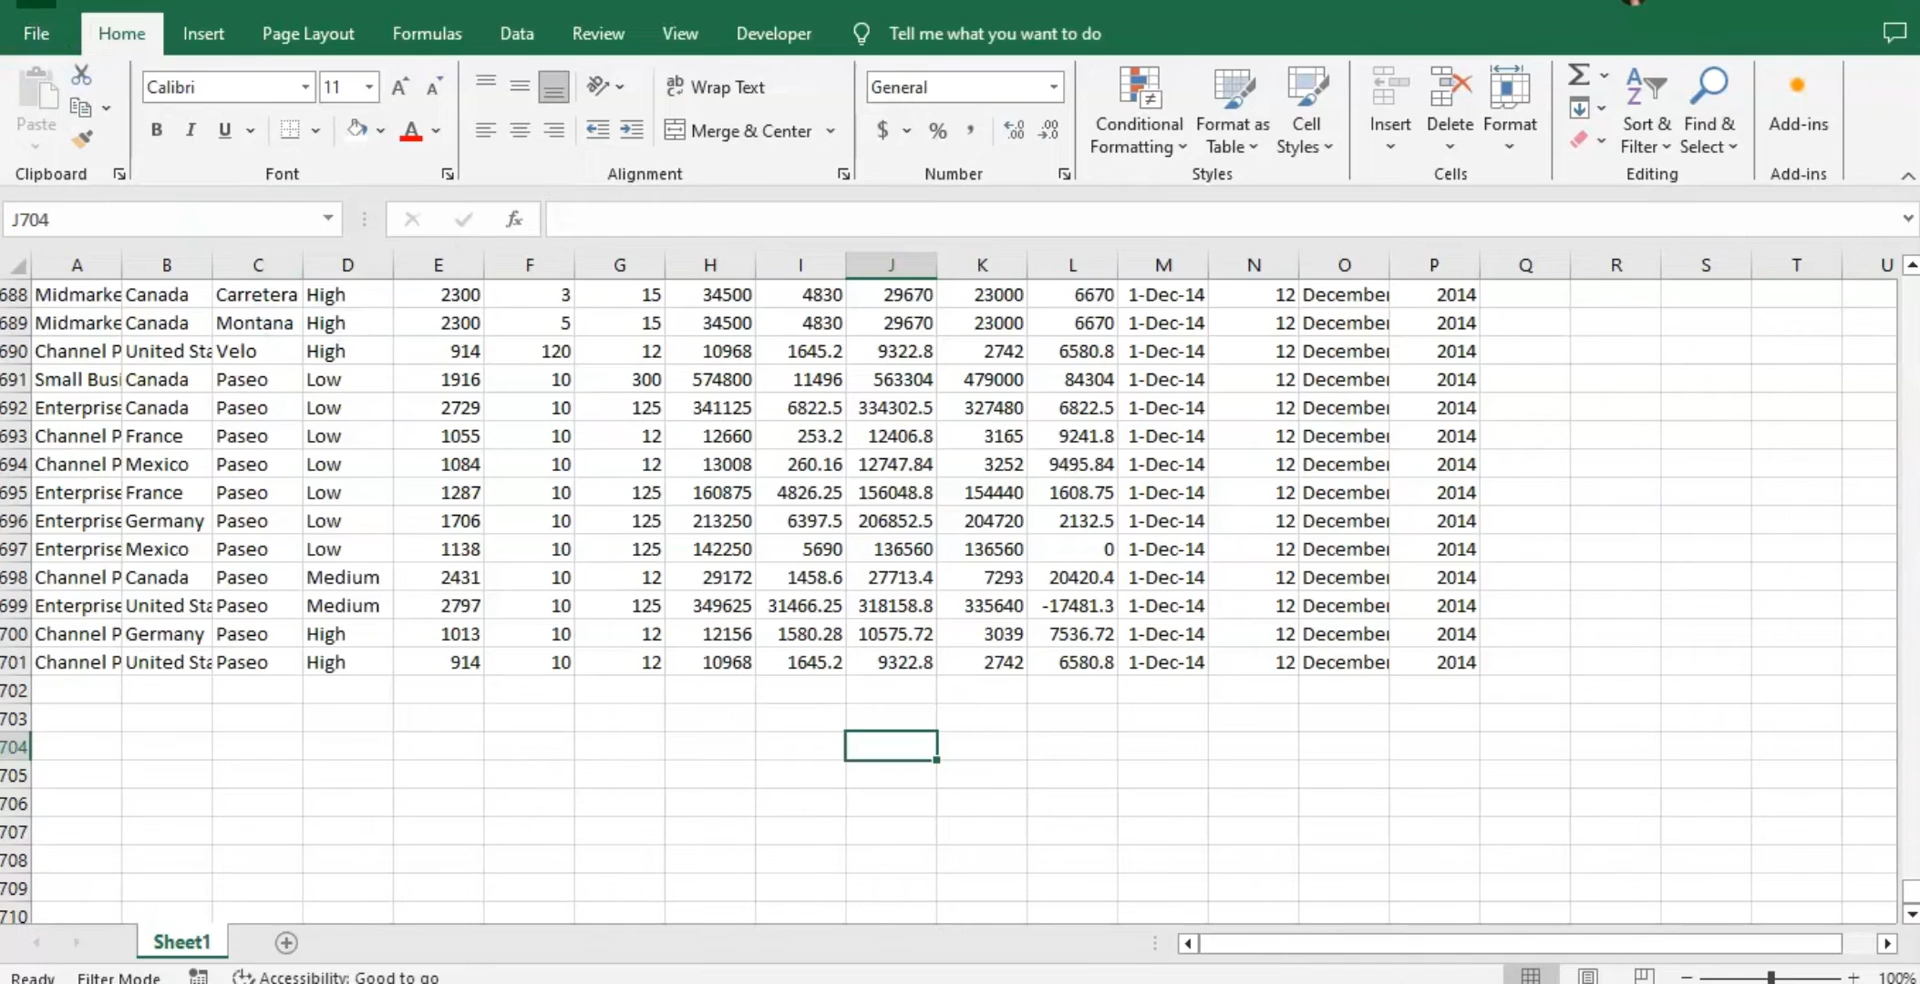 File Home Insert Page Layout Formulas Data Review View Developer Tell me what you want to do
Calibri 11 ab c Wrap Text General
Paste B I U A Merge & Center $ % , .00 .00 Conditional Formatting Format as Table Cell Styles Insert Delete Format Σ A Z Sort & Filter Find & Select Add-ins
Clipboard Font Alignment Number Styles Cells Editing Add-ins
J704 fx
A B C D E F G H I J K L M N O P Q R S T U
688 Midmarke Canada Carretera High 2300 3 15 34500 4830 29670 23000 6670 1-Dec-14 12 December 2014
689 Midmarke Canada Montana High 2300 5 15 34500 4830 29670 23000 6670 1-Dec-14 12 December 2014
690 Channel P United Sta Velo High 914 120 12 10968 1645.2 9322.8 2742 6580.8 1-Dec-14 12 December 2014
691 Small Busi Canada Paseo Low 1916 10 300 574800 11496 563304 479000 84304 1-Dec-14 12 December 2014
692 Enterprise Canada Paseo Low 2729 10 125 341125 6822.5 334302.5 327480 6822.5 1-Dec-14 12 December 2014
693 Channel P France Paseo Low 1055 10 12 12660 253.2 12406.8 3165 9241.8 1-Dec-14 12 December 2014
694 Channel P Mexico Paseo Low 1084 10 12 13008 260.16 12747.84 3252 9495.84 1-Dec-14 12 December 2014
695 Enterprise France Paseo Low 1287 10 125 160875 4826.25 156048.8 154440 1608.75 1-Dec-14 12 December 2014
696 Enterprise Germany Paseo Low 1706 10 125 213250 6397.5 206852.5 204720 2132.5 1-Dec-14 12 December 2014
697 Enterprise Mexico Paseo Low 1138 10 125 142250 5690 136560 136560 0 1-Dec-14 12 December 2014
698 Channel P Canada Paseo Medium 2431 10 12 29172 1458.6 27713.4 7293 20420.4 1-Dec-14 12 December 2014
699 Enterprise United Sta Paseo Medium 2797 10 125 349625 31466.25 318158.8 335640 -17481.3 1-Dec-14 12 December 2014
700 Channel P Germany Paseo High 1013 10 12 12156 1580.28 10575.72 3039 7536.72 1-Dec-14 12 December 2014
701 Channel P United Sta Paseo High 914 10 12 10968 1645.2 9322.8 2742 6580.8 1-Dec-14 12 December 2014
702
703
704
705
706
707
708
709
710
Sheet1
Ready Filter Mode Accessibility: Good to go 100%